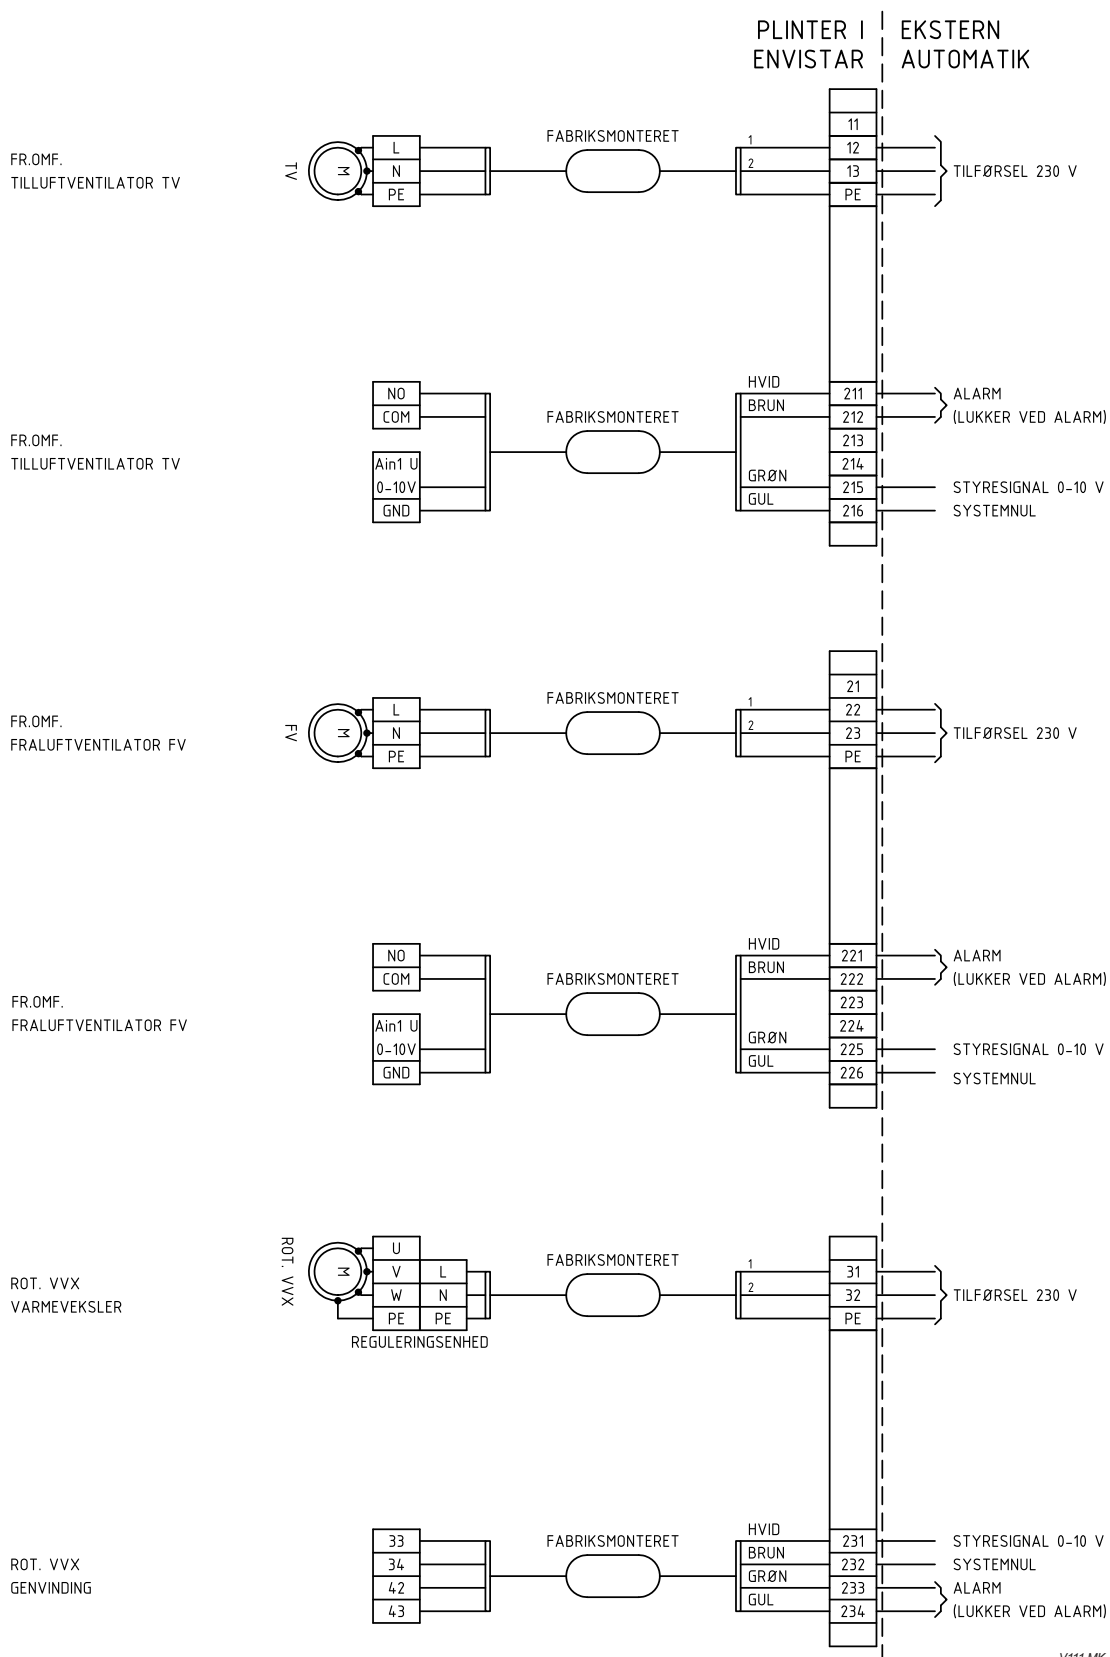 PLINTER I
ENVISTAR
EKSTERN
AUTOMATIK
FR.OMF.
TILLUFTVENTILATOR TV
TV
M
L
N
PE
FABRIKSMONTERET
1
2
11
12
13
PE
TILFØRSEL 230 V
FR.OMF.
TILLUFTVENTILATOR TV
NO
COM
Ain1 U
0-10V
GND
FABRIKSMONTERET
HVID
BRUN
GRØN
GUL
211
212
213
214
215
216
ALARM
(LUKKER VED ALARM)
STYRESIGNAL 0-10 V
SYSTEMNUL
FR.OMF.
FRALUFTVENTILATOR FV
FV
M
L
N
PE
FABRIKSMONTERET
1
2
21
22
23
PE
TILFØRSEL 230 V
FR.OMF.
FRALUFTVENTILATOR FV
NO
COM
Ain1 U
0-10V
GND
FABRIKSMONTERET
HVID
BRUN
GRØN
GUL
221
222
223
224
225
226
ALARM
(LUKKER VED ALARM)
STYRESIGNAL 0-10 V
SYSTEMNUL
ROT. VVX
VARMEVEKSLER
ROT. VVX
M
U
V L
W N
PE PE
REGULERINGSENHED
FABRIKSMONTERET
1
2
31
32
PE
TILFØRSEL 230 V
ROT. VVX
GENVINDING
33
34
42
43
FABRIKSMONTERET
HVID
BRUN
GRØN
GUL
231
232
233
234
STYRESIGNAL 0-10 V
SYSTEMNUL
ALARM
(LUKKER VED ALARM)